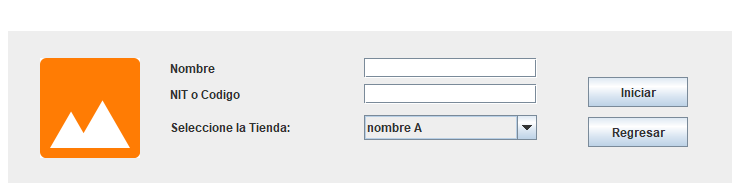 Nombre
NIT o Codigo
Seleccione la Tienda:
nombre A
Iniciar
Regresar